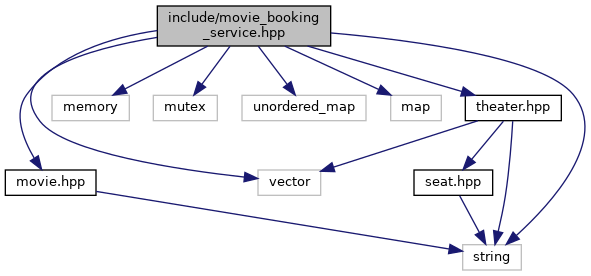 include/movie_booking
_service.hpp
memory
mutex
unordered_map
map
theater.hpp
movie.hpp
vector
seat.hpp
string